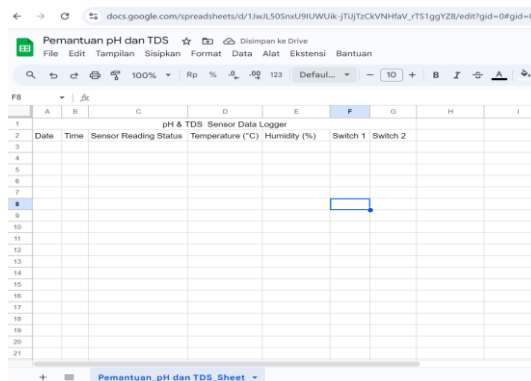 docs.google.com/spreadsheets/d/1JwJL50SnxU9IUWUik-jTUjTzCkVNHfaV_rTS1ggYZ8/edit?gid=0#gid=
Pemantuan pH dan TDS Disimpan ke Drive
File Edit Tampilan Sisipkan Format Data Alat Ekstensi Bantuan
100% Rp % .0 .00 123 Defaul... - 10 + B I A
F8 fx
A B C D E F G H I
1 pH & TDS Sensor Data Logger
2 Date Time Sensor Reading Status Temperature (°C) Humidity (%) Switch 1 Switch 2
3
4
5
6
7
8
9
10
11
12
13
14
15
16
17
18
19
20
21
+ Pemantuan_pH dan TDS_Sheet